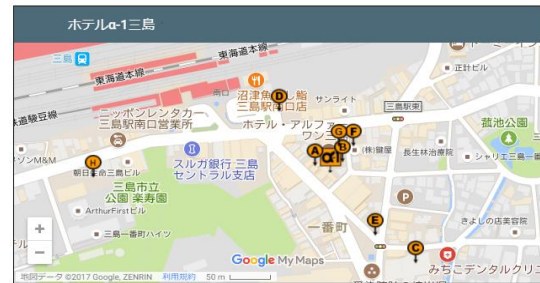 ホテルα-1三島
三島
東海道本線
東海道本線
正計ビル
沼津魚がし鮨
三島駅南口店
南口
D
サンライト
三島駅東
ニッポンレンタカー
三島駅南口営業所
ホテル・アルファ
ワン三
G F
菰池公園
A
B
α1
(株)鍵屋
長生林治療院
シャリエ三島一番
H
朝日生命三島ビル
スルガ銀行 三島
セントラル支店
三島市立
公園 楽寿園
ArthurFirstビル
P
E
一番町
きよしの店美容院
三島一番町ハイツ
C
+
−
Google My Maps
みちこデンタルクリニ
地図データ ©2017 Google, ZENRIN 利用規約 50 m